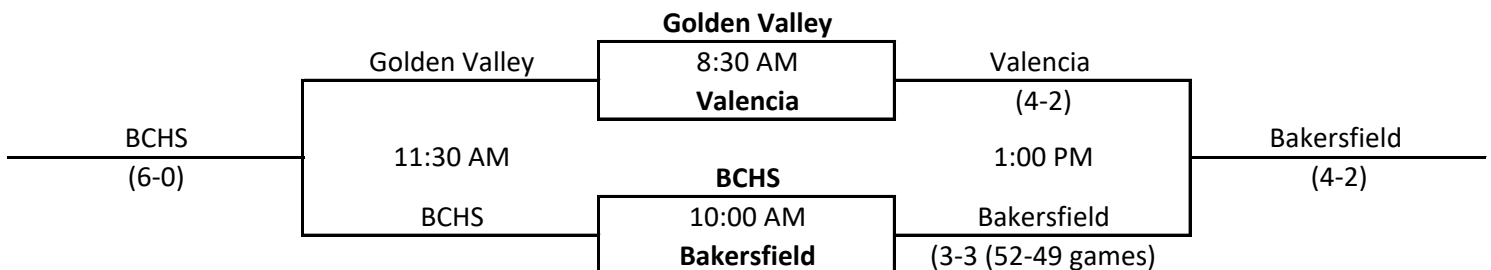 Golden Valley
Golden Valley 8:30 AM Valencia
Valencia (4-2)
BCHS Bakersfield
11:30 AM 1:00 PM
(6-0) BCHS (4-2)
BCHS 10:00 AM Bakersfield
Bakersfield (3-3 (52-49 games)